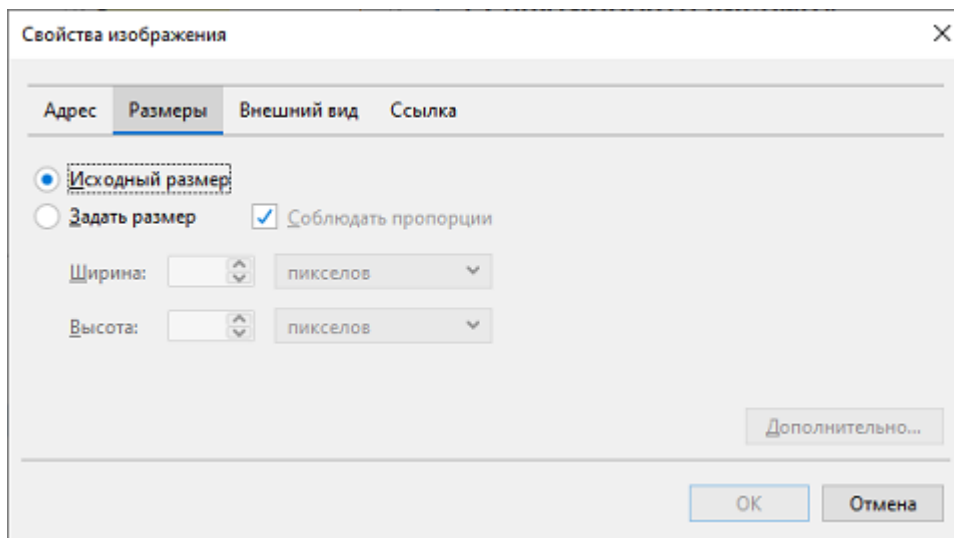 Свойства изображения
Адрес Размеры Внешний вид Ссылка
Исходный размер
Задать размер Соблюдать пропорции
Ширина: пикселов
Высота: пикселов
Дополнительно...
ОК Отмена